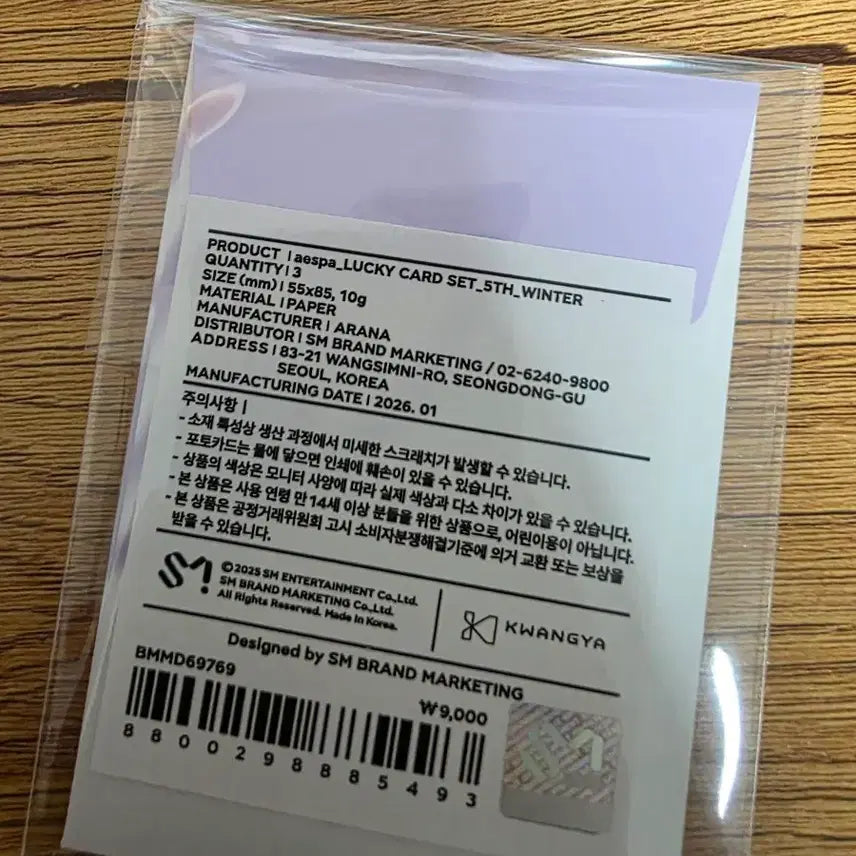 PRODUCT | aespa_LUCKY CARD SET_5TH_WINTER
QUANTITY | 3
SIZE (mm) | 55x85, 10g
MATERIAL | PAPER
MANUFACTURER | ARANA
DISTRIBUTOR | SM BRAND MARKETING / 02-6240-9800
ADDRESS | 83-21 WANGSIMNI-RO, SEONGDONG-GU
SEOUL, KOREA
MANUFACTURING DATE | 2026. 01
주의사항 |
- 소재 특성상 생산 과정에서 미세한 스크래치가 발생할 수 있습니다.
- 포토카드는 물에 닿으면 인쇄에 훼손이 있을 수 있습니다.
- 상품의 색상은 모니터 사양에 따라 실제 색상과 다소 차이가 있을 수 있습니다.
- 본 상품은 사용 연령 만 14세 이상 분들을 위한 상품으로, 어린이용이 아닙니다.
- 본 상품은 공정거래위원회 고시 소비자분쟁해결기준에 의거 교환 또는 보상을
받을 수 있습니다.
SM!
©2025 SM ENTERTAINMENT Co.,Ltd.
SM BRAND MARKETING Co.,Ltd.
All Rights Reserved. Made in Korea.
KWANGYA
Designed by SM BRAND MARKETING
BMMD69769
₩9,000
8800298885493